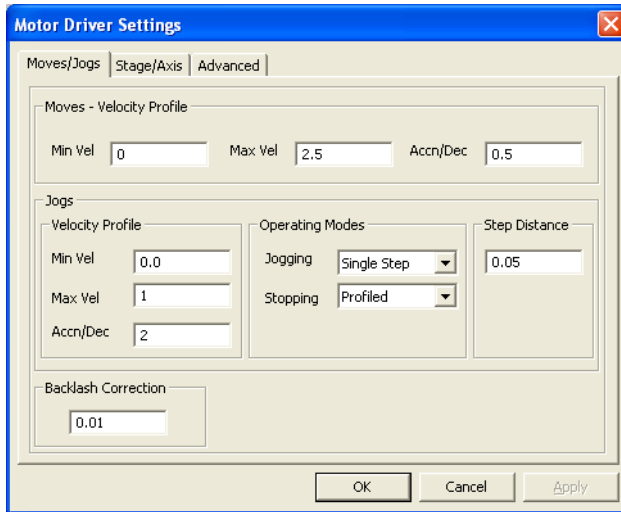 Motor Driver Settings
Moves/Jogs Stage/Axis Advanced
Moves - Velocity Profile
Min Vel 0 Max Vel 2.5 Accn/Dec 0.5
Jogs
Velocity Profile Operating Modes Step Distance
Min Vel 0.0 Jogging Single Step 0.05
Max Vel 1 Stopping Profiled
Accn/Dec 2
Backlash Correction
0.01
OK Cancel Apply